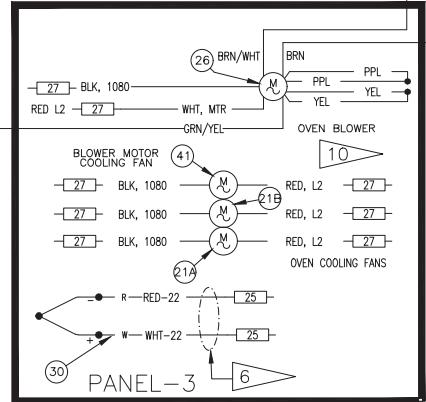 26 BRN/WHT BRN
27 BLK, 1080 M PPL PPL
RED L2 27 WHT, MTR YEL YEL
GRN/YEL OVEN BLOWER
BLOWER MOTOR
COOLING FAN
10
41
27 BLK, 1080 M RED, L2 27
21B
27 BLK, 1080 M RED, L2 27
27 BLK, 1080 M RED, L2 27
21A OVEN COOLING FANS
- R RED-22 25
+ W WHT-22 25
30
PANEL-3 6